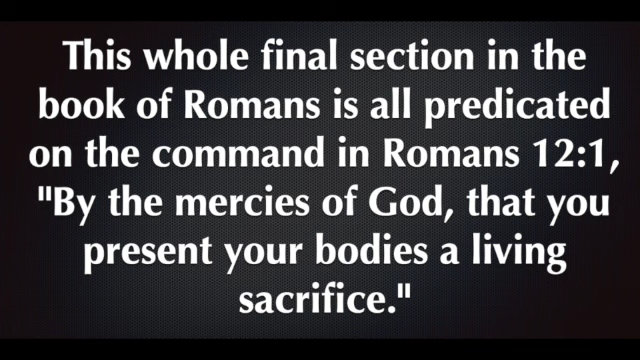 This whole final section in the
book of Romans is all predicated
on the command in Romans 12:1,
"By the mercies of God, that you
present your bodies a living
sacrifice."